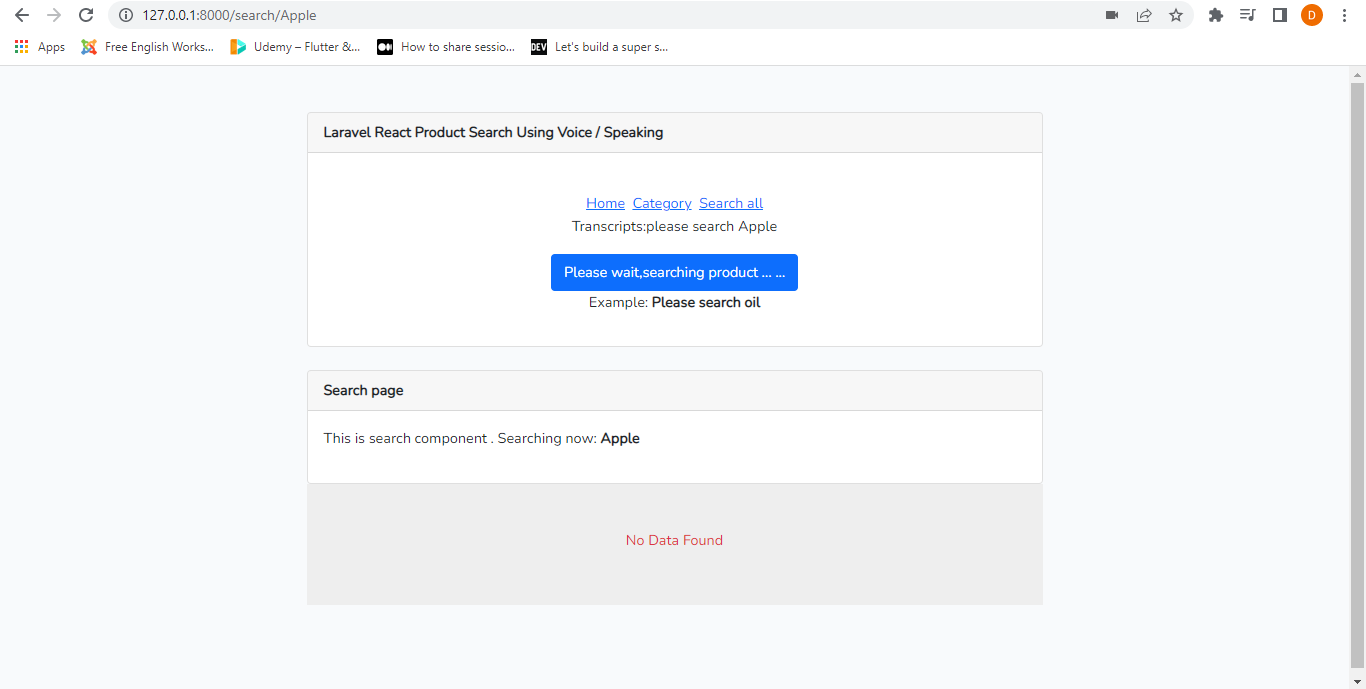 127.0.0.1:8000/search/Apple
D
Apps Free English Works... Udemy – Flutter &... How to share sessio... DEV Let's build a super s...
Laravel React Product Search Using Voice / Speaking
Home Category Search all
Transcripts:please search Apple
Please wait,searching product ... ...
Example: Please search oil
Search page
This is search component . Searching now: Apple
No Data Found